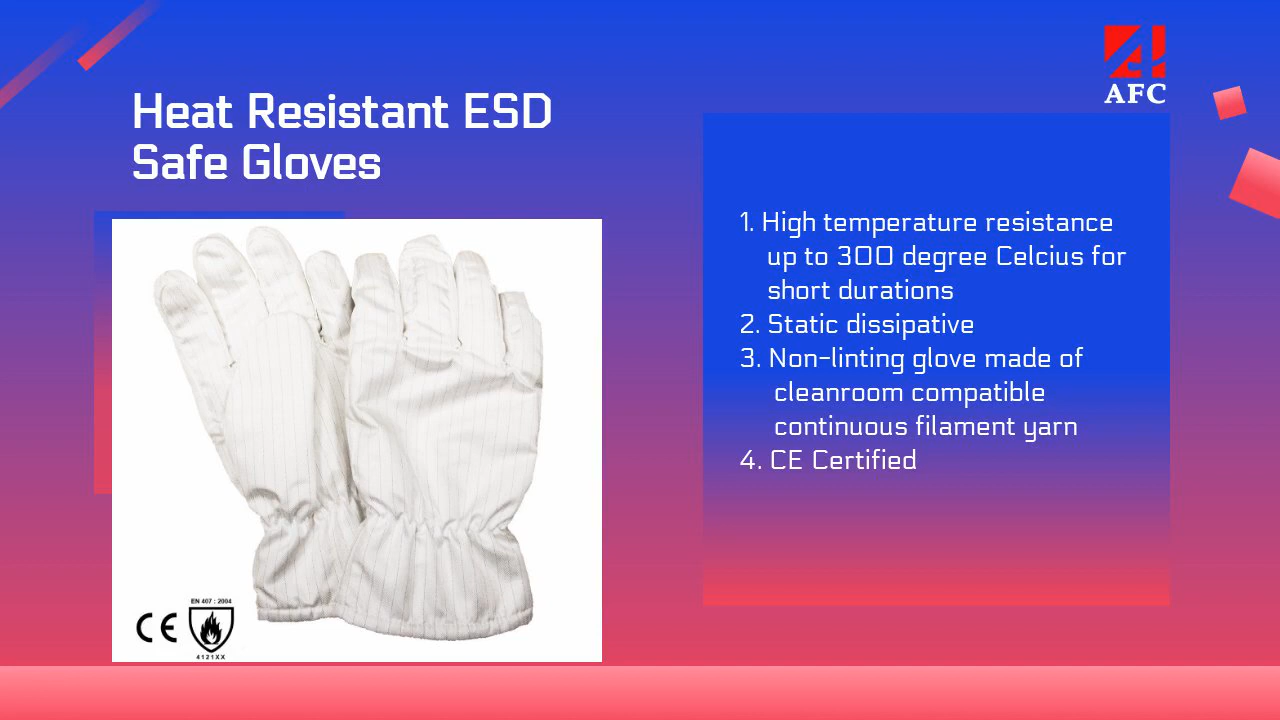 AFC
Heat Resistant ESD
Safe Gloves
1. High temperature resistance
up to 300 degree Celcius for
short durations
2. Static dissipative
3. Non-linting glove made of
cleanroom compatible
continuous filament yarn
4. CE Certified
EN 407 : 2004
CE
4121XX